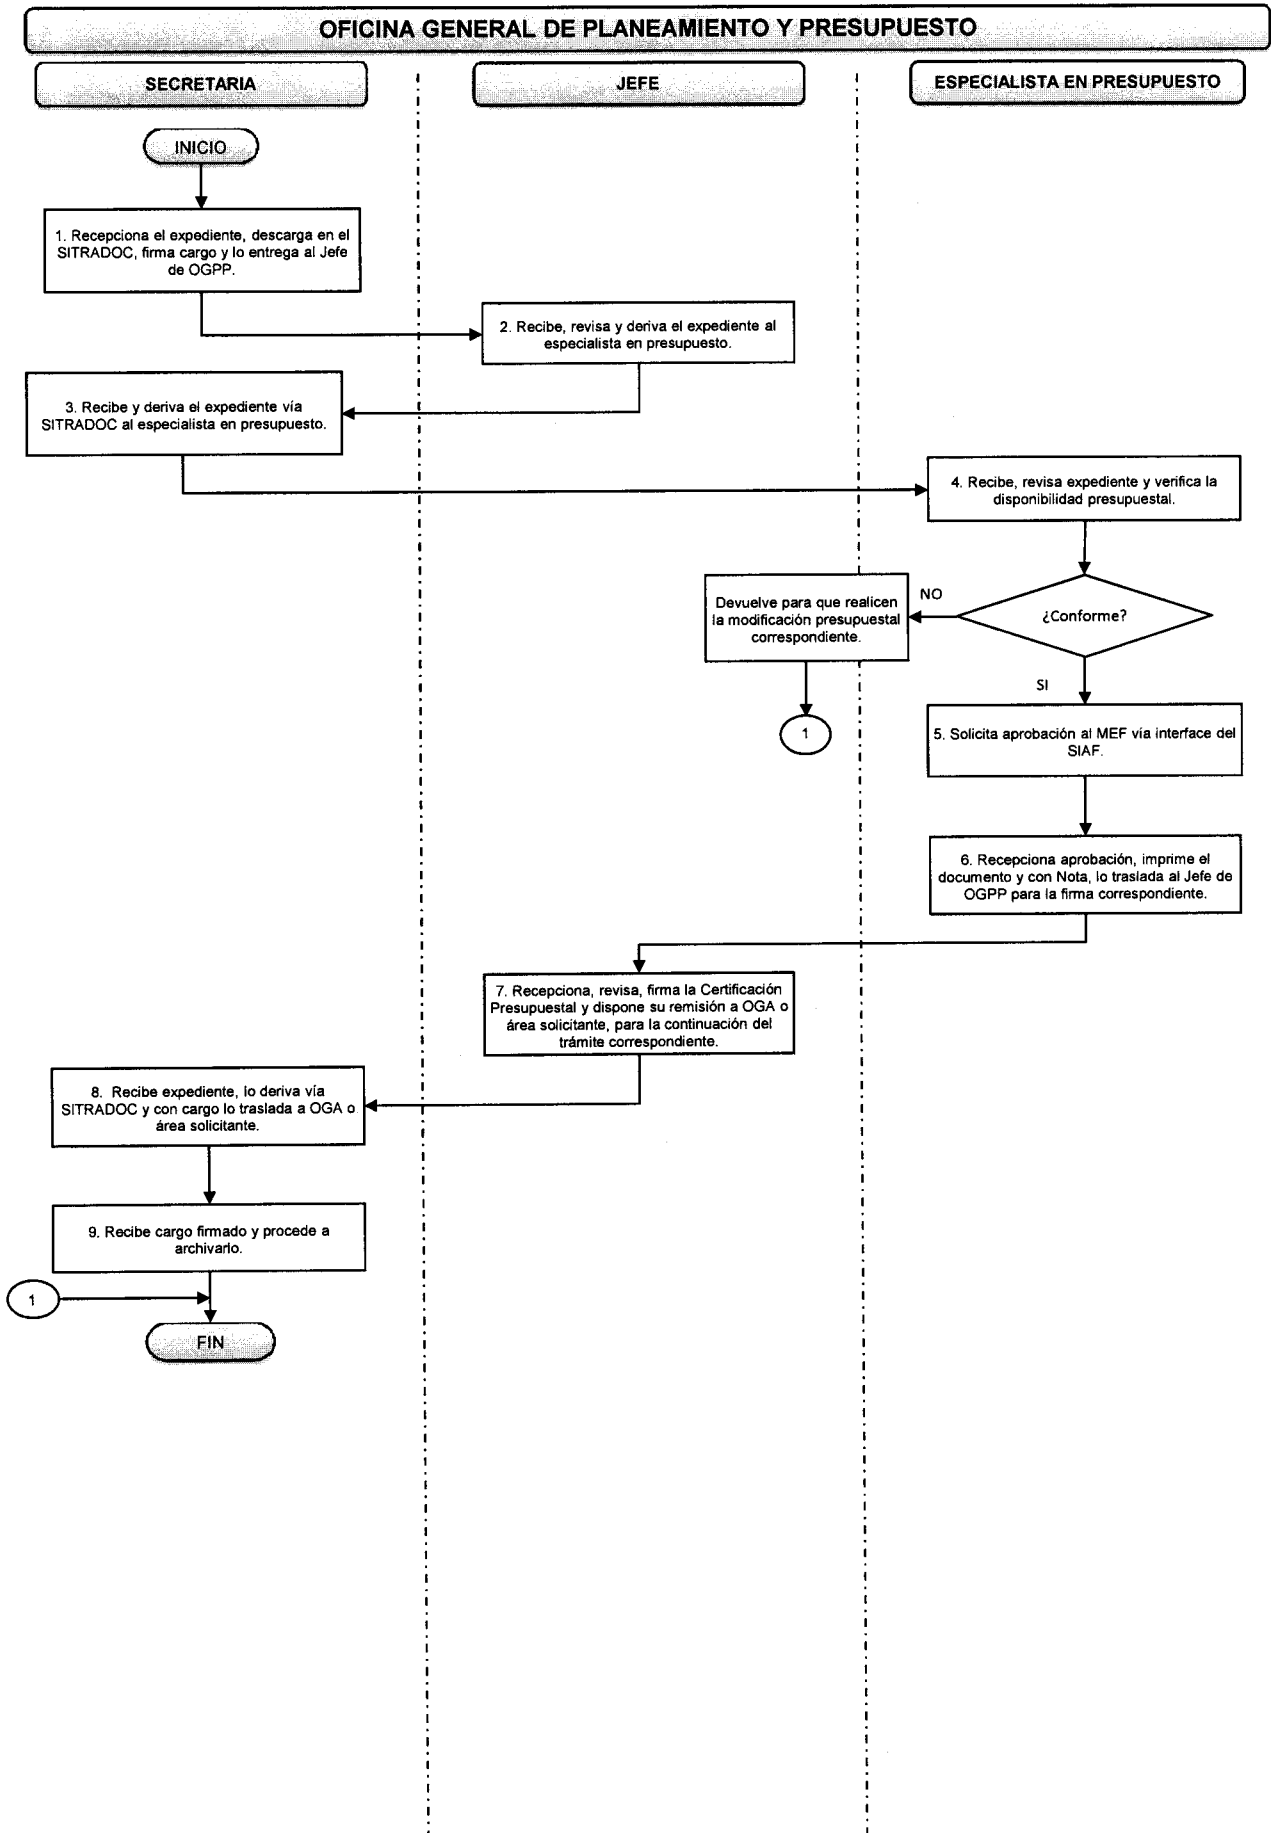 OFICINA GENERAL DE PLANEAMIENTO Y PRESUPUESTO
SECRETARIA
JEFE
ESPECIALISTA EN PRESUPUESTO
INICIO
1. Recepciona el expediente, descarga en el
SITRADOC, firma cargo y lo entrega al Jefe
de OGPP.
2. Recibe, revisa y deriva el expediente al
especialista en presupuesto.
3. Recibe y deriva el expediente vía
SITRADOC al especialista en presupuesto.
4. Recibe, revisa expediente y verifica la
disponibilidad presupuestal.
¿Conforme?
NO
Devuelve para que realicen
la modificación presupuestal
correspondiente.
1
SI
5. Solicita aprobación al MEF vía interface del
SIAF.
6. Recepciona aprobación, imprime el
documento y con Nota, lo traslada al Jefe de
OGPP para la firma correspondiente.
7. Recepciona, revisa, firma la Certificación
Presupuestal y dispone su remisión a OGA o
área solicitante, para la continuación del
trámite correspondiente.
8. Recibe expediente, lo deriva vía
SITRADOC y con cargo lo traslada a OGA o
área solicitante.
9. Recibe cargo firmado y procede a
archivarlo.
1
FIN